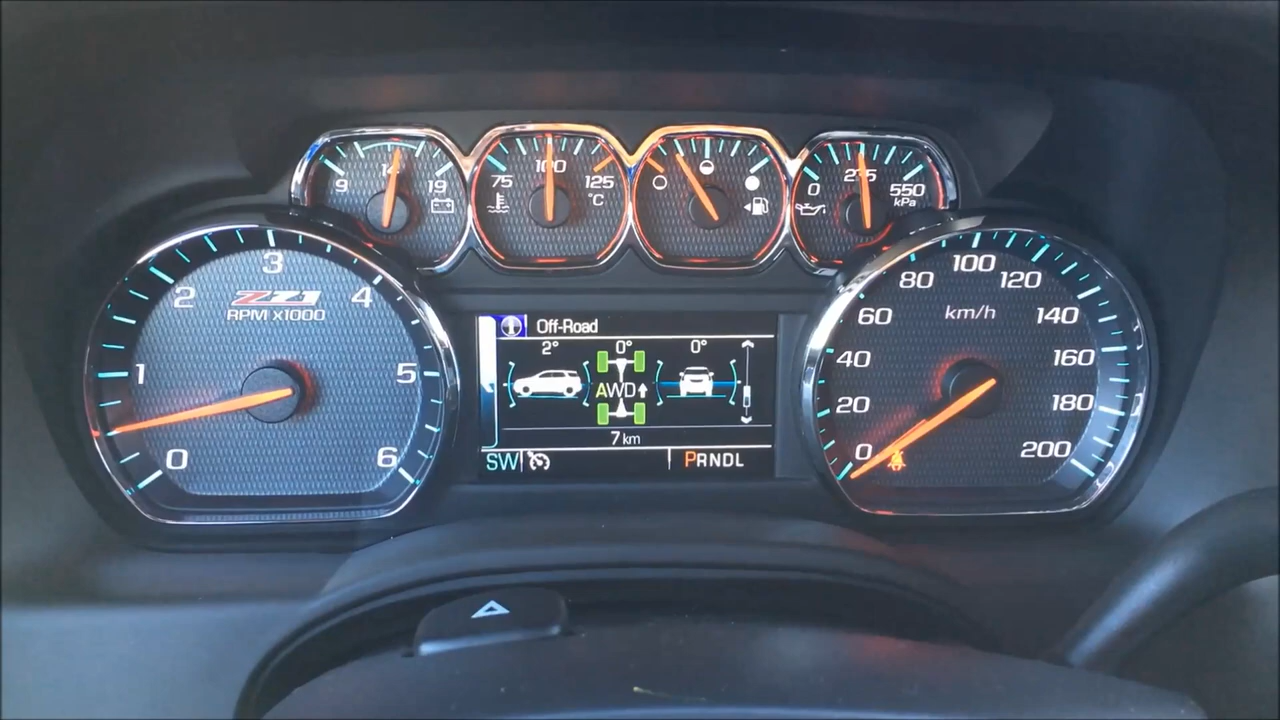 9 14 19
75 100 125
°C
0 275 550
kPa
0 1 2 3 4 5 6
Z71
RPM x1000
Off-Road
2° 0° 0°
AWD
7 km
SW
PRNDL
0 20 40 60 80 100 120 140 160 180 200
km/h